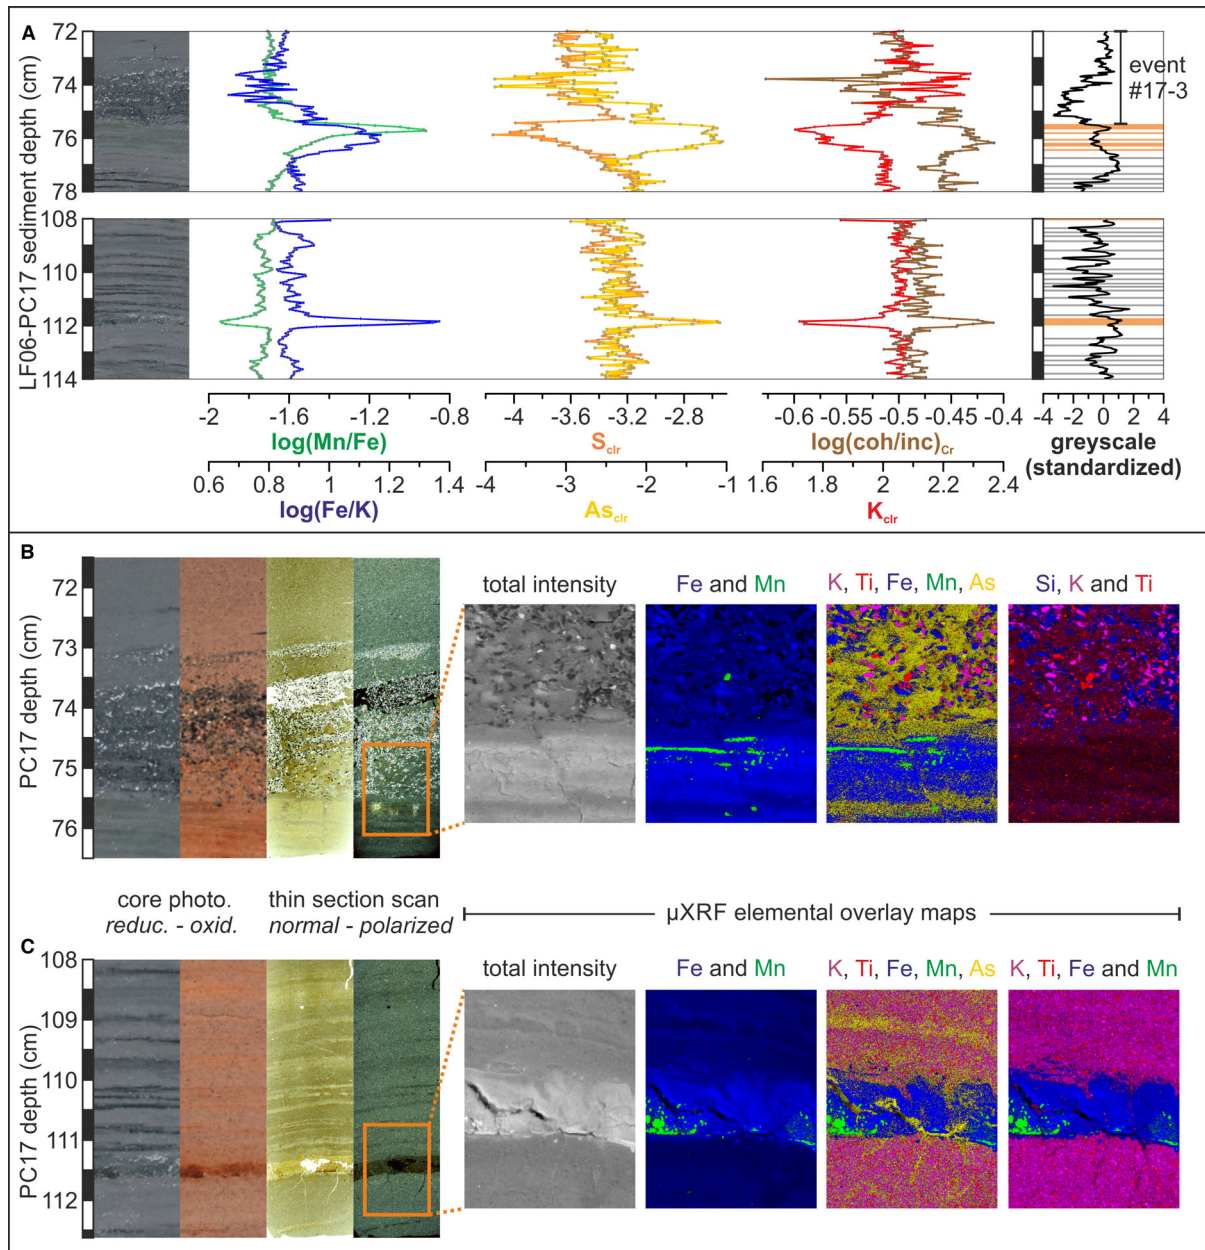 A
LF06-PC17 sediment depth (cm)
72
74
76
78
event
#17-3
108
110
112
114
-2 -1.6 -1.2 -0.8
log(Mn/Fe)
0.6 0.8 1 1.2 1.4
log(Fe/K)
-4 -3.6 -3.2 -2.8
Sclr
-4 -3 -2 -1
Asclr
-0.6 -0.55 -0.5 -0.45 -0.4
log(coh/inc)Cr
1.6 1.8 2 2.2 2.4
Kclr
-4 -2 0 2 4
greyscale
(standardized)
B
PC17 depth (cm)
72
73
74
75
76
total intensity
Fe and Mn
K, Ti, Fe, Mn, As
Si, K and Ti
core photo.
reduc. - oxid.
thin section scan
normal - polarized
µXRF elemental overlay maps
C
PC17 depth (cm)
108
109
110
111
112
total intensity
Fe and Mn
K, Ti, Fe, Mn, As
K, Ti, Fe and Mn